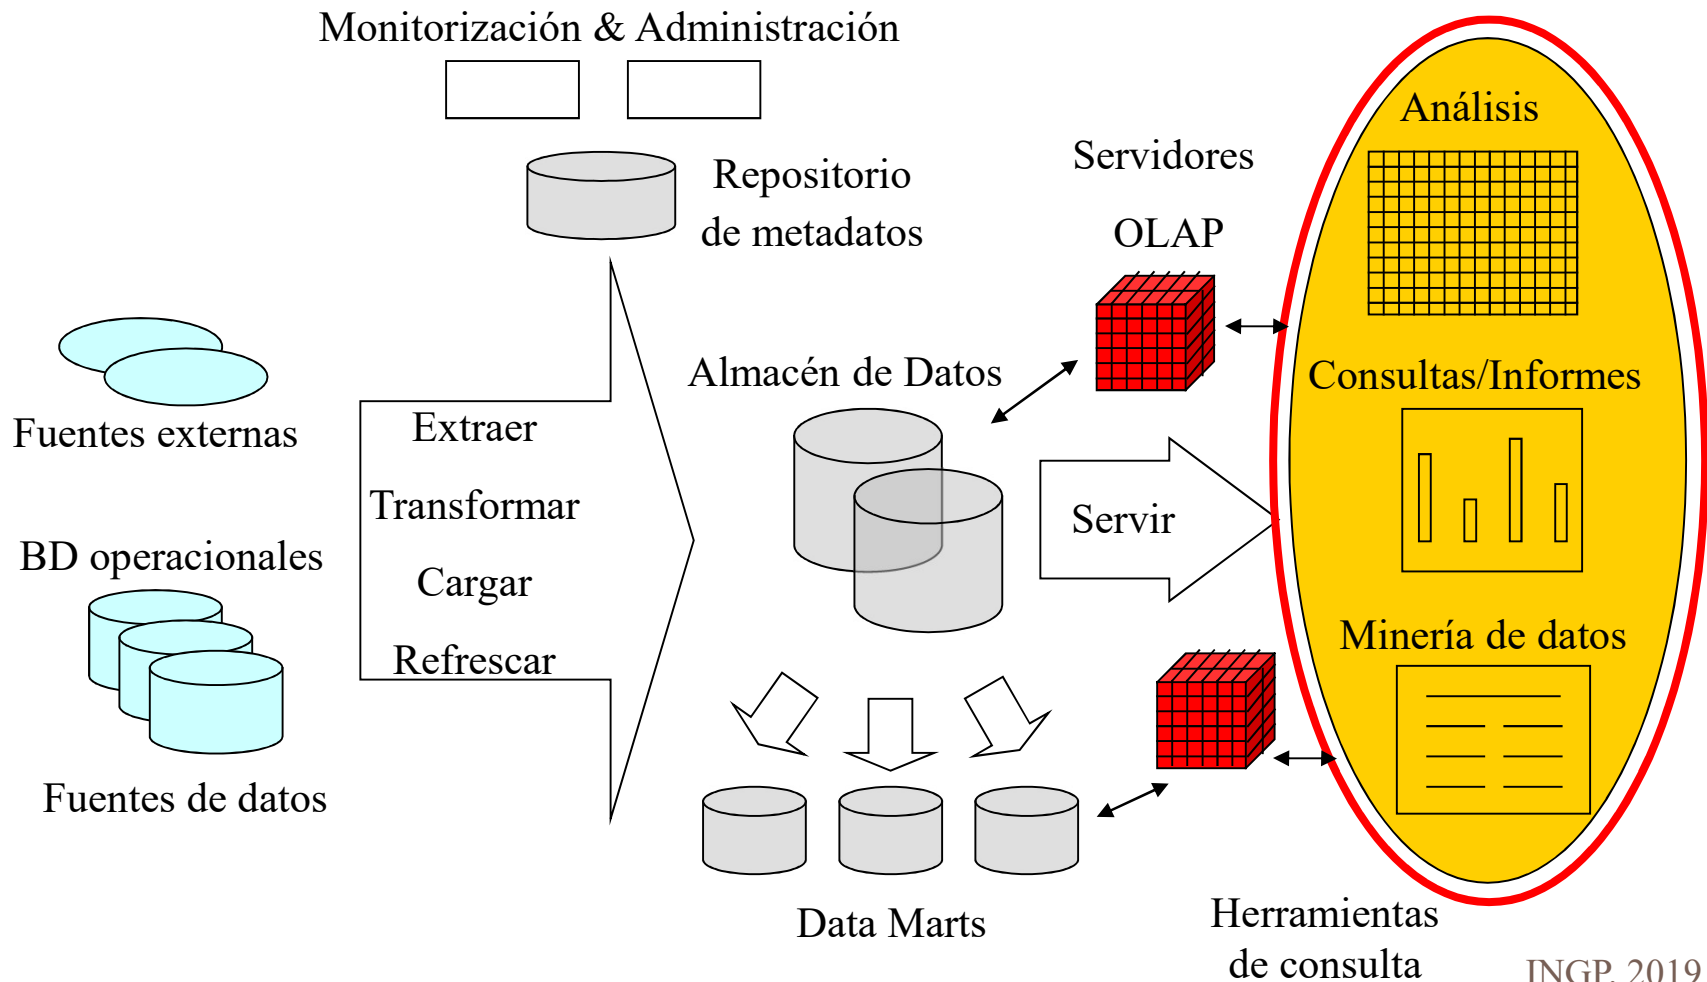 Monitorización & Administración
Repositorio
de metadatos
Servidores
OLAP
Análisis
Fuentes externas
Extraer
Transformar
Cargar
Refrescar
Almacén de Datos
Consultas/Informes
Servir
BD operacionales
Minería de datos
Fuentes de datos
Data Marts
Herramientas
de consulta
INGP, 2019